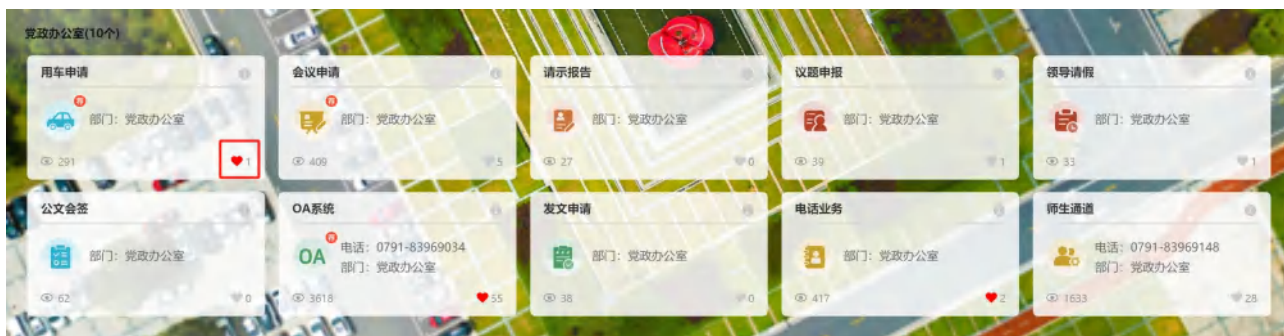 党政办公室(10个)
用车申请 会议申请 请示报告 议题申报 领导请假
荐 荐
部门：党政办公室 部门：党政办公室 部门：党政办公室 部门：党政办公室 部门：党政办公室
291 1 409 5 27 0 39 1 33 1
公文会签 OA系统 发文申请 电话业务 师生通道
荐
部门：党政办公室 OA 电话：0791-83969034 部门：党政办公室 部门：党政办公室 电话：0791-83969148
部门：党政办公室 部门：党政办公室
62 0 3618 55 38 0 417 2 1633 28